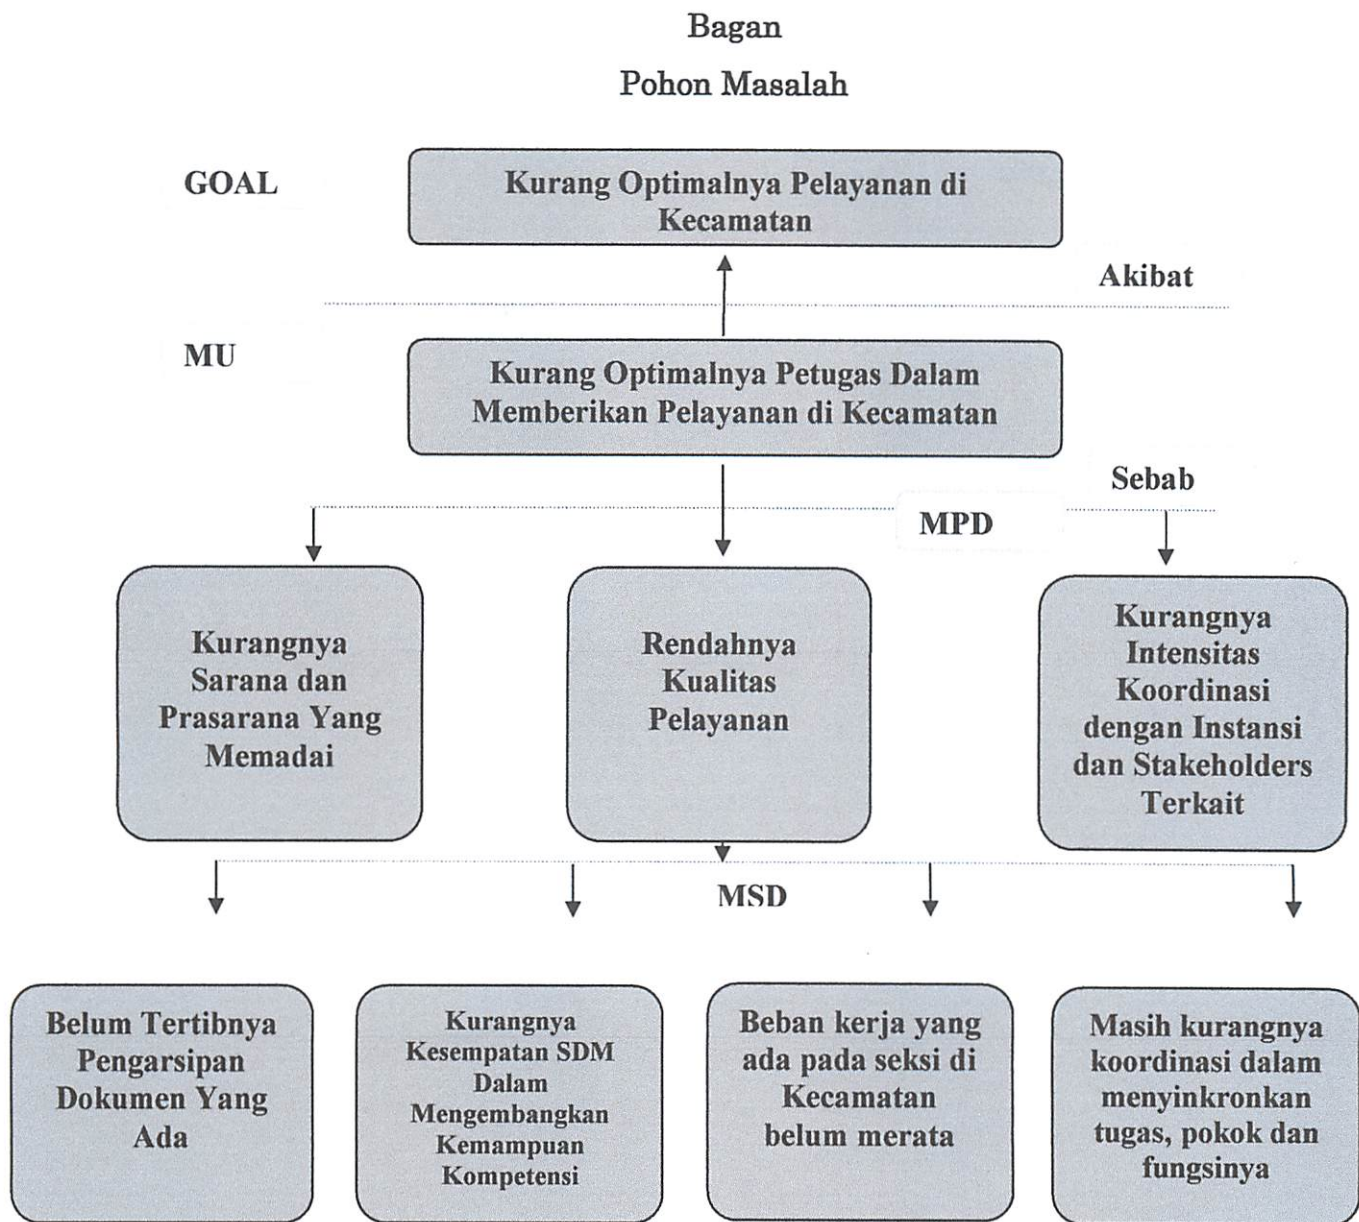 Bagan
Pohon Masalah
GOAL
Kurang Optimalnya Pelayanan di
Kecamatan
Akibat
MU
Kurang Optimalnya Petugas Dalam
Memberikan Pelayanan di Kecamatan
Sebab
MPD
Kurangnya
Sarana dan
Prasarana Yang
Memadai
Rendahnya
Kualitas
Pelayanan
Kurangnya
Intensitas
Koordinasi
dengan Instansi
dan Stakeholders
Terkait
MSD
Belum Tertibnya
Pengarsipan
Dokumen Yang
Ada
Kurangnya
Kesempatan SDM
Dalam
Mengembangkan
Kemampuan
Kompetensi
Beban kerja yang
ada pada seksi di
Kecamatan
belum merata
Masih kurangnya
koordinasi dalam
menyinkronkan
tugas, pokok dan
fungsinya